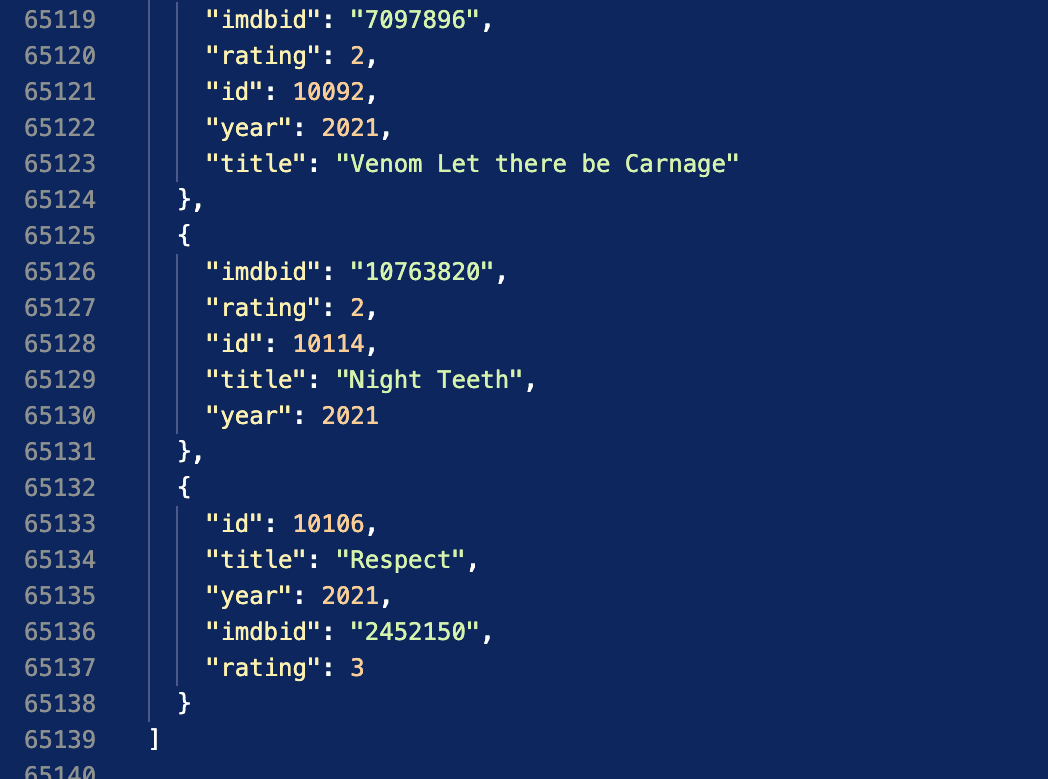 65119 "imdbid": "7097896",
65120 "rating": 2,
65121 "id": 10092,
65122 "year": 2021,
65123 "title": "Venom Let there be Carnage"
65124 },
65125 {
65126 "imdbid": "10763820",
65127 "rating": 2,
65128 "id": 10114,
65129 "title": "Night Teeth",
65130 "year": 2021
65131 },
65132 {
65133 "id": 10106,
65134 "title": "Respect",
65135 "year": 2021,
65136 "imdbid": "2452150",
65137 "rating": 3
65138 }
65139 ]
65140